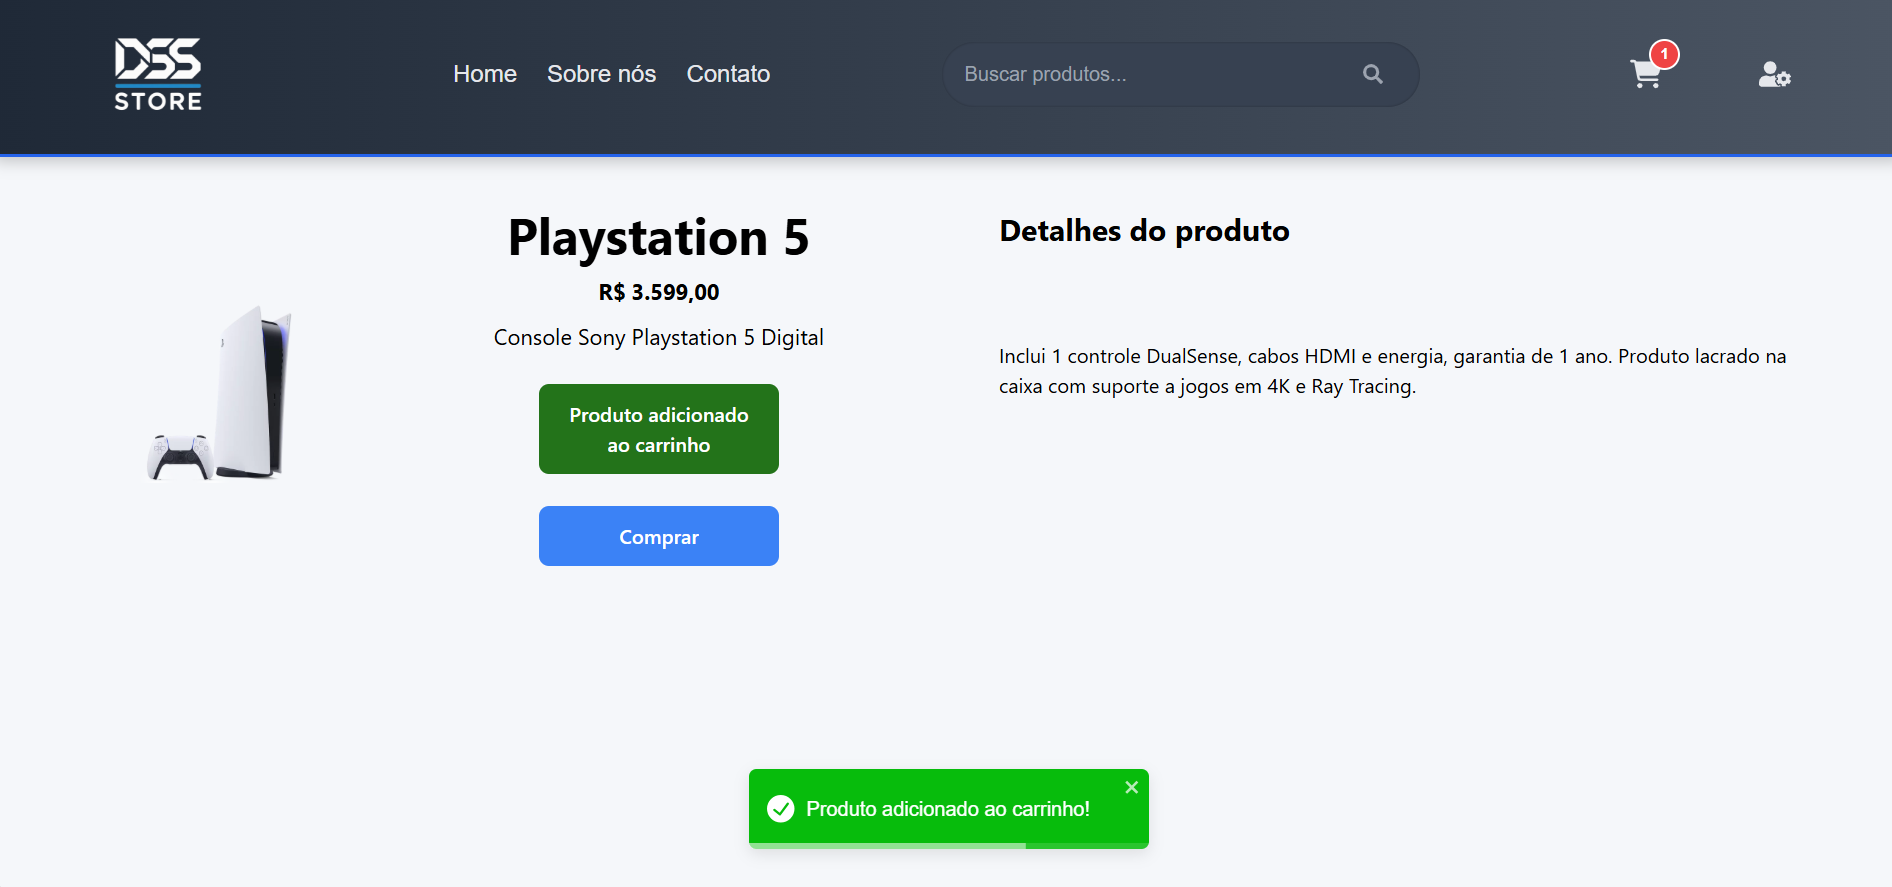 DSS
STORE
Home
Sobre nós
Contato
Buscar produtos...
1
Playstation 5
R$ 3.599,00
Console Sony Playstation 5 Digital
Produto adicionado
ao carrinho
Comprar
Detalhes do produto
Inclui 1 controle DualSense, cabos HDMI e energia, garantia de 1 ano. Produto lacrado na
caixa com suporte a jogos em 4K e Ray Tracing.
Produto adicionado ao carrinho!